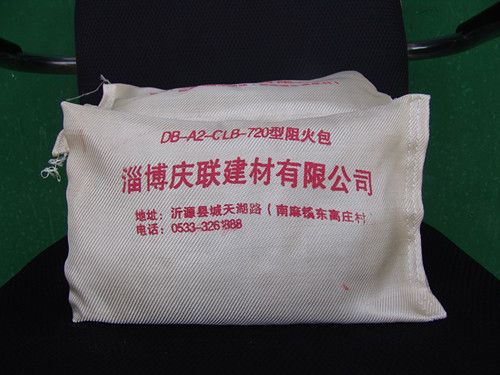 DB-A2-CLB-720型阻火包
淄博庆联建材有限公司
地址：沂源县城天湖路（南麻镇东高庄村
电话：0533-3261888